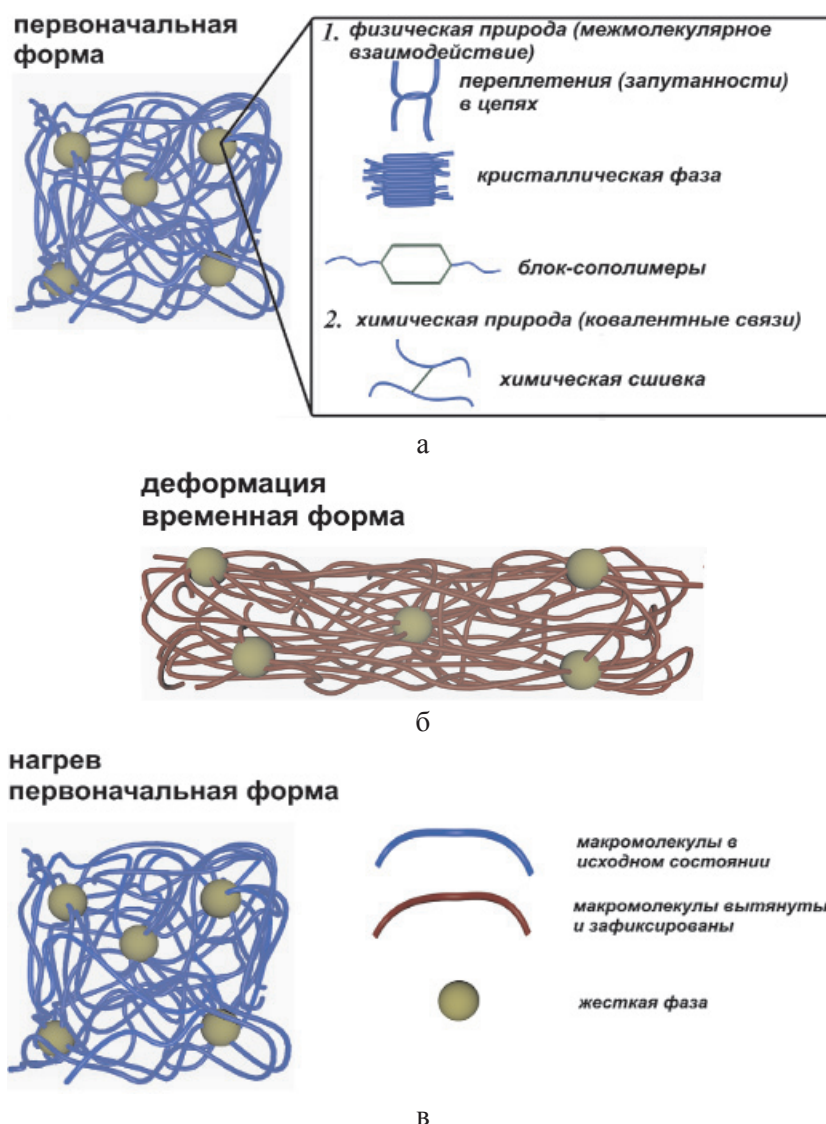 первоначальная
форма
1. физическая природа (межмолекулярное
взаимодействие)
переплетения (запутанности)
в цепях
кристаллическая фаза
блок-сополимеры
2. химическая природа (ковалентные связи)
химическая сшивка
а
деформация
временная форма
б
нагрев
первоначальная форма
макромолекулы в
исходном состоянии
макромолекулы вытянуты
и зафиксированы
жесткая фаза
в